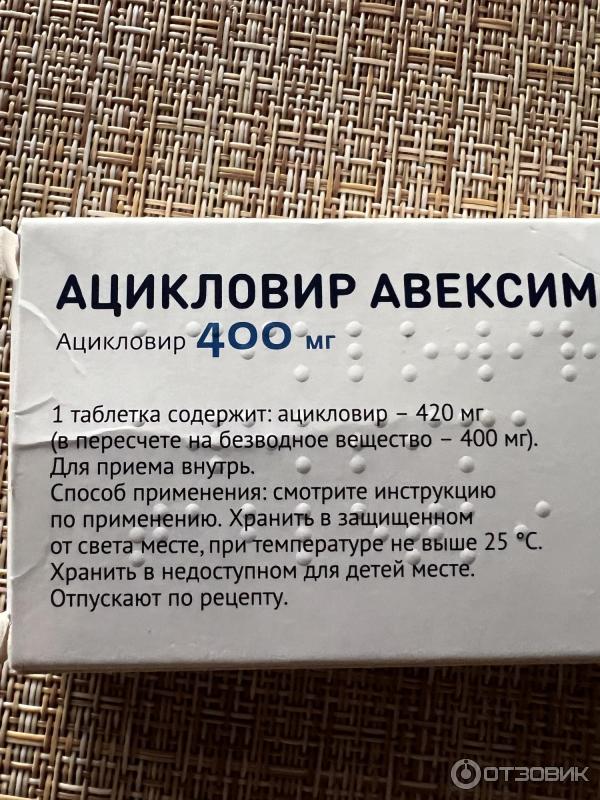 АЦИКЛОВИР АВЕКСИМ
Ацикловир 400 мг
1 таблетка содержит: ацикловир – 420 мг
(в пересчете на безводное вещество – 400 мг).
Для приема внутрь.
Способ применения: смотрите инструкцию
по применению. Хранить в защищенном
от света месте, при температуре не выше 25 °С.
Хранить в недоступном для детей месте.
Отпускают по рецепту.
ОТЗОВИК